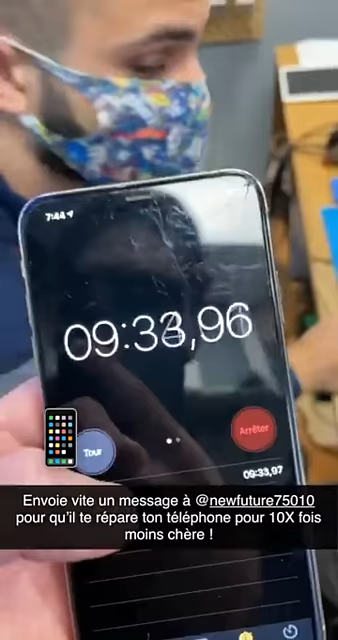 7:44
09:33,96
Tour
Arrêter
09:33,97
Envoie vite un message à @newfuture75010
pour qu'il te répare ton téléphone pour 10X fois
moins chère !